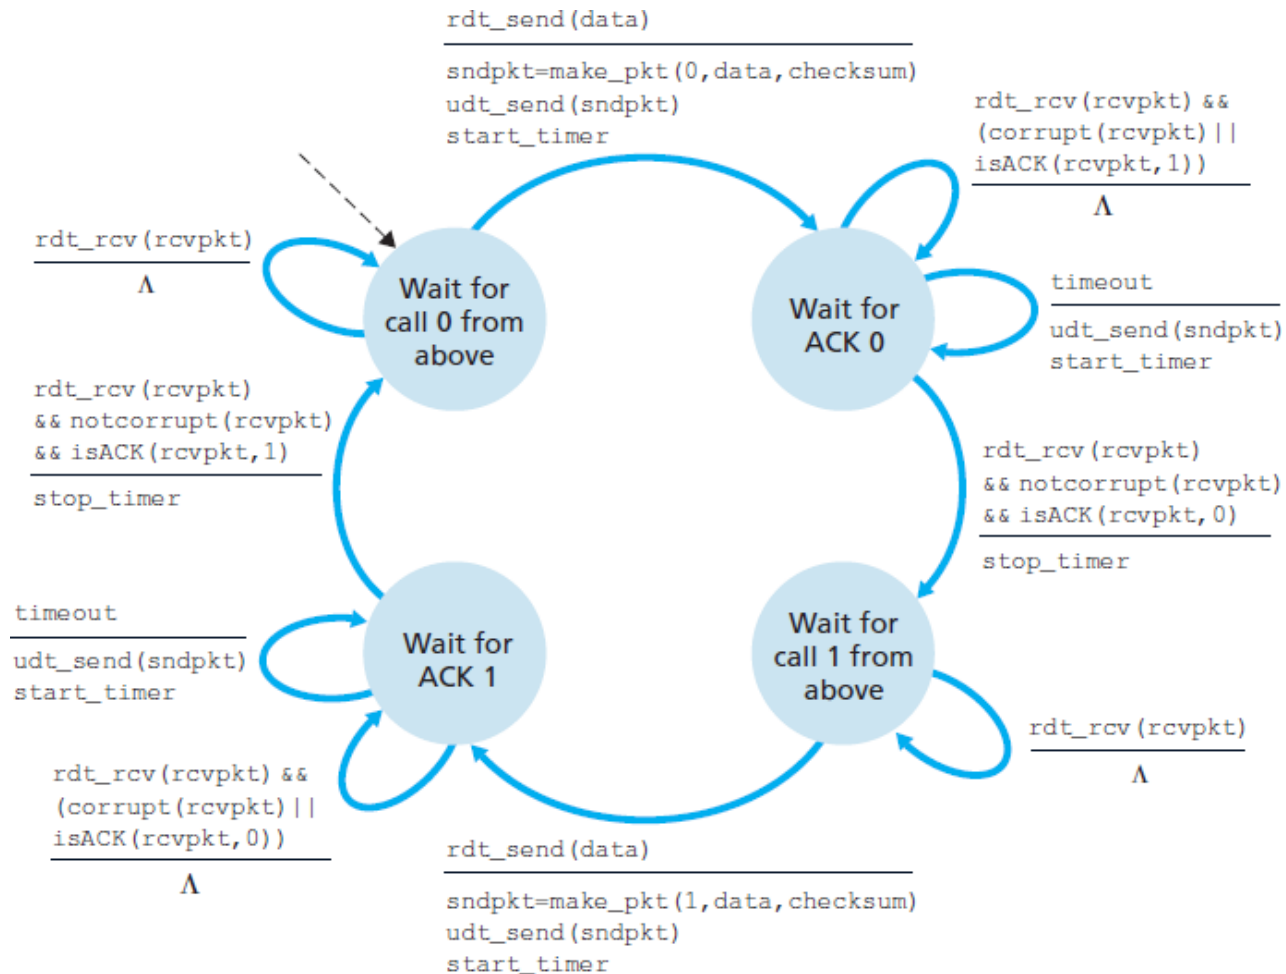 rdt_send(data)
sndpkt=make_pkt(0,data,checksum)
udt_send(sndpkt)
start_timer
rdt_rcv(rcvpkt) &&
(corrupt(rcvpkt)||
isACK(rcvpkt,1))
Λ
rdt_rcv(rcvpkt)
Λ
Wait for
call 0 from
above
Wait for
ACK 0
timeout
udt_send(sndpkt)
start_timer
rdt_rcv(rcvpkt)
&& notcorrupt(rcvpkt)
&& isACK(rcvpkt,1)
stop_timer
rdt_rcv(rcvpkt)
&& notcorrupt(rcvpkt)
&& isACK(rcvpkt,0)
stop_timer
timeout
udt_send(sndpkt)
start_timer
Wait for
ACK 1
Wait for
call 1 from
above
rdt_rcv(rcvpkt)
Λ
rdt_rcv(rcvpkt) &&
(corrupt(rcvpkt)||
isACK(rcvpkt,0))
Λ
rdt_send(data)
sndpkt=make_pkt(1,data,checksum)
udt_send(sndpkt)
start_timer